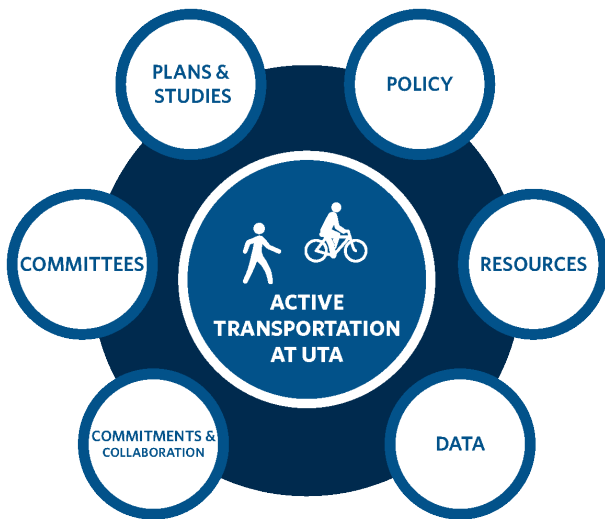 PLANS &
STUDIES
POLICY
COMMITTEES
RESOURCES
ACTIVE
TRANSPORTATION
AT UTA
COMMITMENTS &
COLLABORATION
DATA